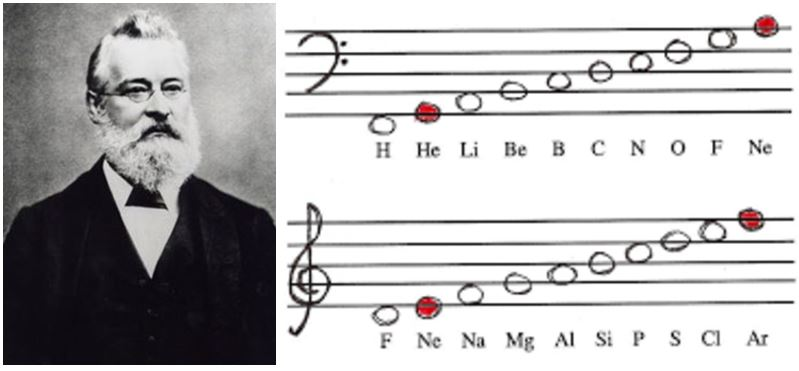 H He Li Be B C N O F Ne
F Ne Na Mg Al Si P S Cl Ar